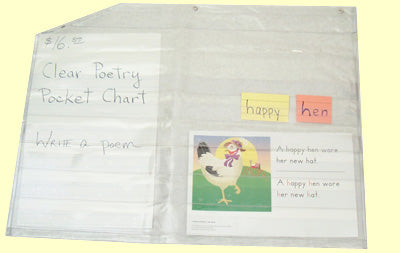 $16.
Clear Poetry
Pocket Chart
Write a poem
happy hen
A happy hen wore
her new hat.
A happy hen wore
her new hat.